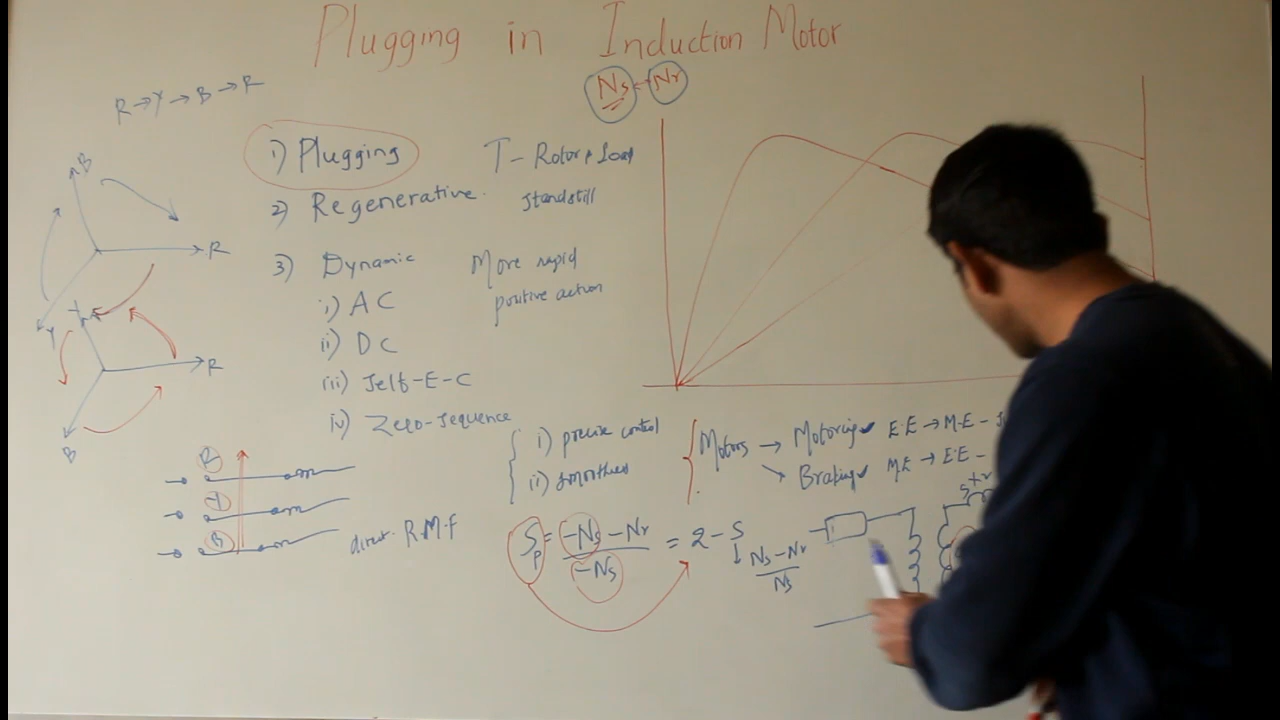 Plugging in Induction Motor
Ns Nr
R→Y→B→R
1) Plugging
T- Rotor Load
standstill
2) Regenerative.
3) Dynamic
More rapid
positive action
i) AC
ii) DC
iii) Self-E-C
iv) Zero-Sequence
B
R
Y
Y
R
B
i) precise control
ii) smoothness
Motors → Motoring E.E → M.E -
Braking M.E → E.E -
R
Y
B
direct. R.M.F
Sp = -Ns - Nr / -Ns = 2 - S
Ns - Nr / Ns